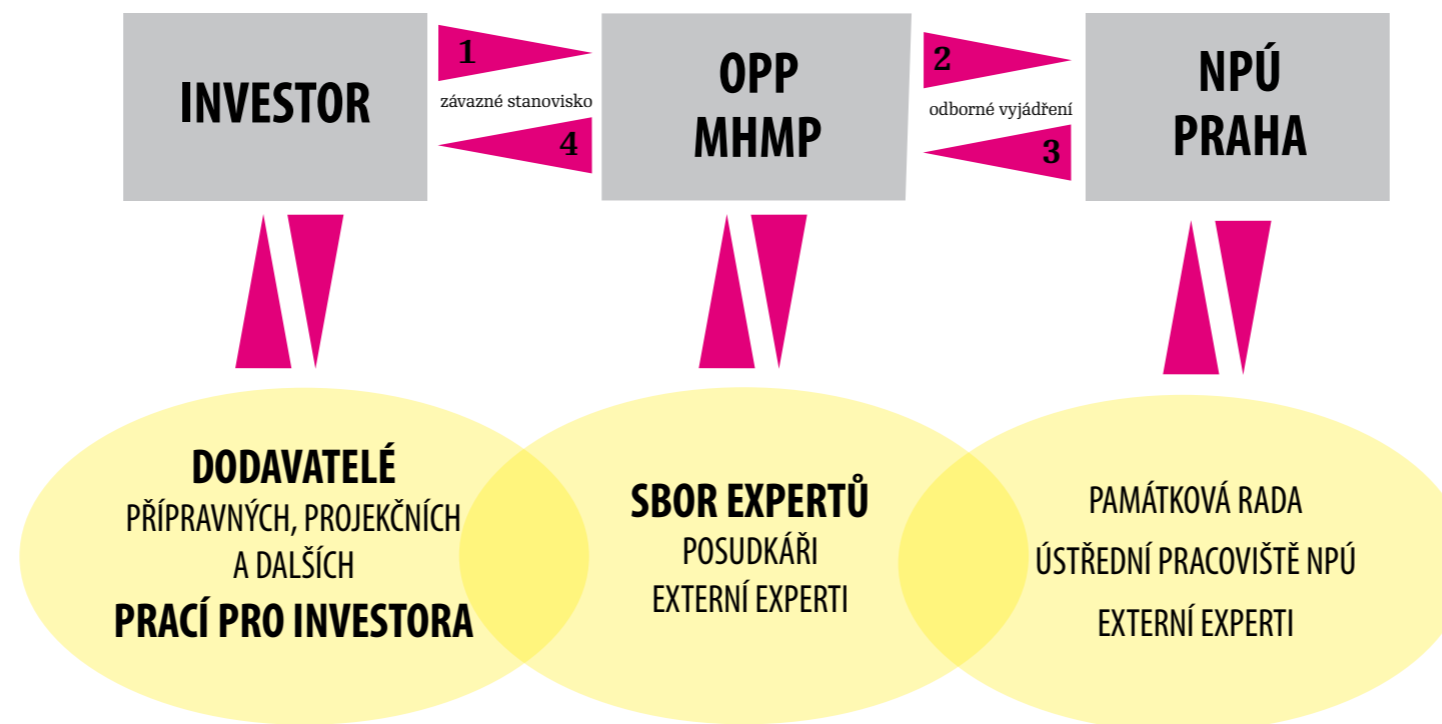 INVESTOR
1
závazné stanovisko
4
OPP
MHMP
2
odborné vyjádření
3
NPÚ
PRAHA
DODAVATELÉ
PŘÍPRAVNÝCH, PROJEKČNÍCH
A DALŠÍCH
PRACÍ PRO INVESTORA
SBOR EXPERTŮ
POSUDKÁŘI
EXTERNÍ EXPERTI
PAMÁTKOVÁ RADA
ÚSTŘEDNÍ PRACOVIŠTĚ NPÚ
EXTERNÍ EXPERTI